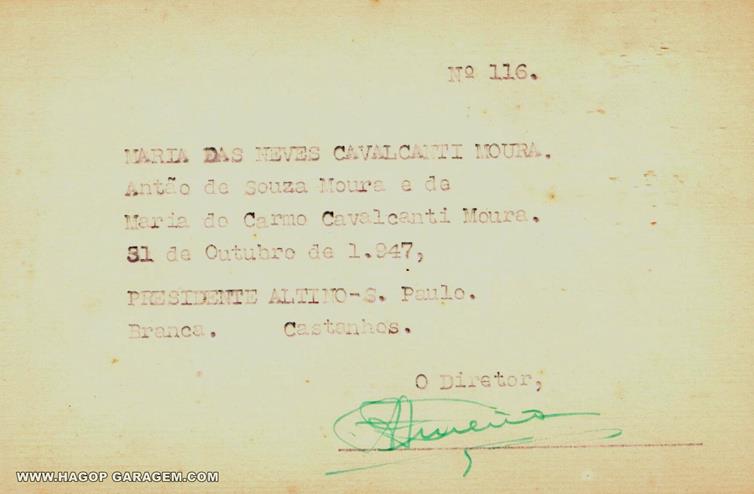 Nº 116.
MARIA DAS NEVES CAVALCANTI MOURA.
Antão de Souza Moura e de
Maria do Carmo Cavalcanti Moura.
31 de Outubro de 1.947,
PRESIDENTE ALTINO-S. Paulo.
Branca. Castanhos.
O Diretor,
WWW.HAGOP GARAGEM.COM